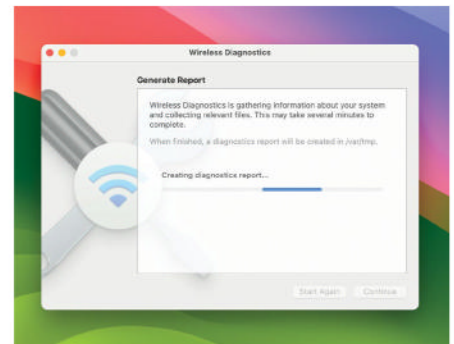 Wireless Diagnostics
Generate Report
Wireless Diagnostics is gathering information about your system
and collecting relevant files. This may take several minutes to
complete.
When finished, a diagnostics report will be created in /var/tmp.
Creating diagnostics report...
Start Again
Continue